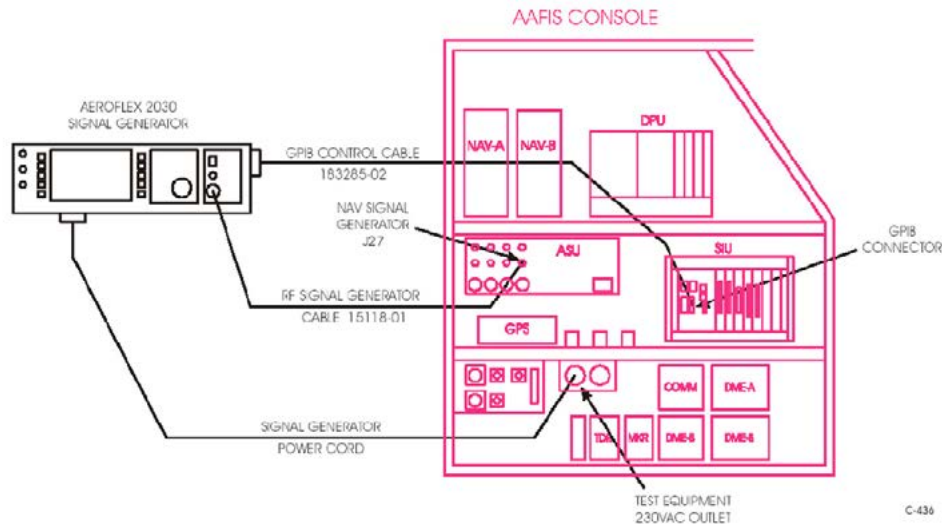 AAFIS CONSOLE
AEROFLEX 2030
SIGNAL GENERATOR
GPIB CONTROL CABLE
183285-02
NAV-A
NAV-B
DPU
NAV SIGNAL
GENERATOR
J27
ASU
SIU
GPIB
CONNECTOR
RF SIGNAL GENERATOR
CABLE 15118-01
GPS
COMM
DME-A
SIGNAL GENERATOR
POWER CORD
MKR
DME-B
DME-B
TEST EQUIPMENT
230VAC OUTLET
C-436